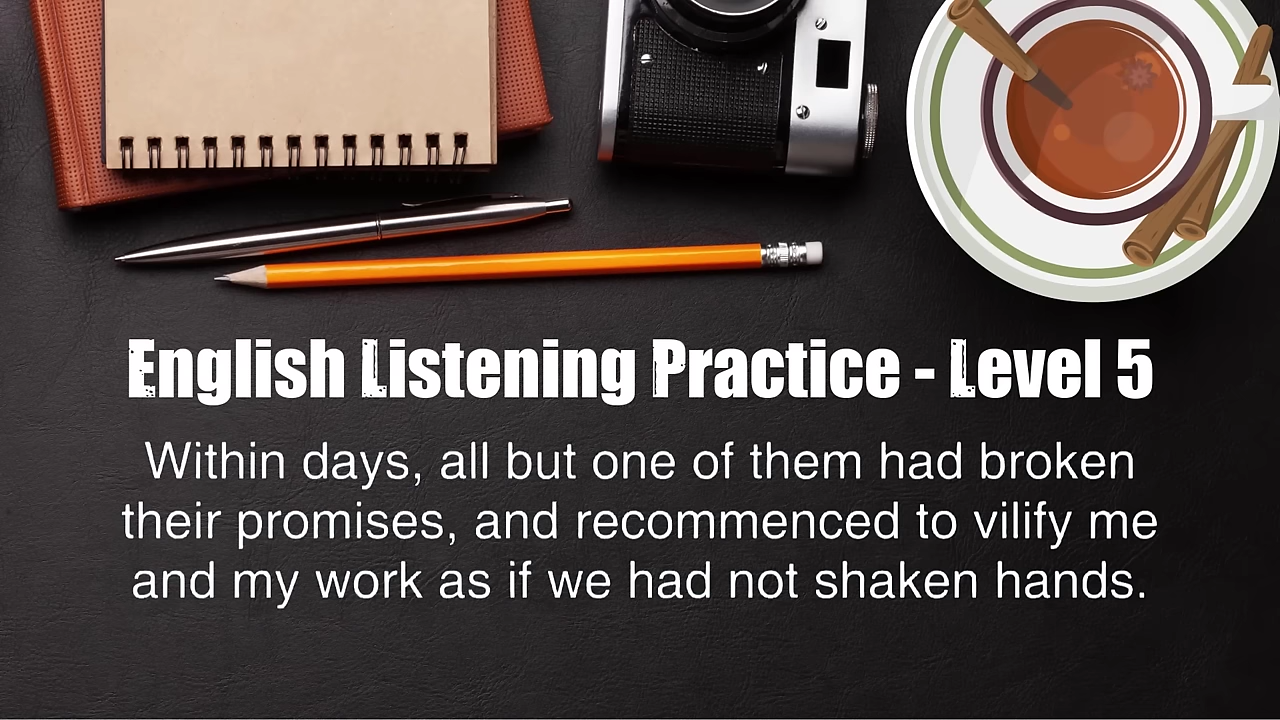 English Listening Practice - Level 5
Within days, all but one of them had broken
their promises, and recommenced to vilify me
and my work as if we had not shaken hands.